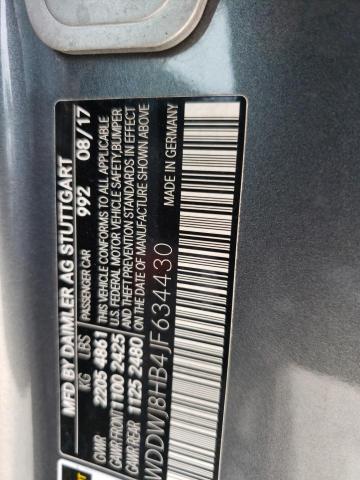 MFD. BY DAIMLER AG STUTTGART
PASSENGER CAR 992 08/17
KG LBS
GVWR 2205 4861
GAWR FRONT 1100 2425
GAWR REAR 1125 2480
THIS VEHICLE CONFORMS TO ALL APPLICABLE
U.S. FEDERAL MOTOR VEHICLE SAFETY, BUMPER
AND THEFT PREVENTION STANDARDS IN EFFECT
ON THE DATE OF MANUFACTURE SHOWN ABOVE
MADE IN GERMANY
WDDWJ8HB4JF634430